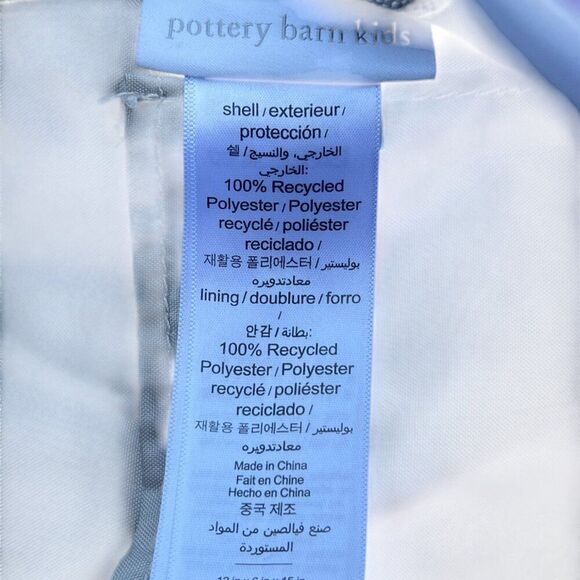 pottery barn kids
shell / exterieur /
protección /
쉘 / الخارجي، والنسيج
الخارجي:
100% Recycled
Polyester / Polyester
recyclé / poliéster
reciclado /
재활용 폴리에스터 / بوليستير
معادتدويره
lining / doublure / forro
/
안감 / بطانة:
100% Recycled
Polyester / Polyester
recyclé / poliéster
reciclado /
재활용 폴리에스터 / بوليستير
معادتدويره
Made in China
Fait en Chine
Hecho en China
중국 제조
صنع فيالصين من المواد
المستوردة